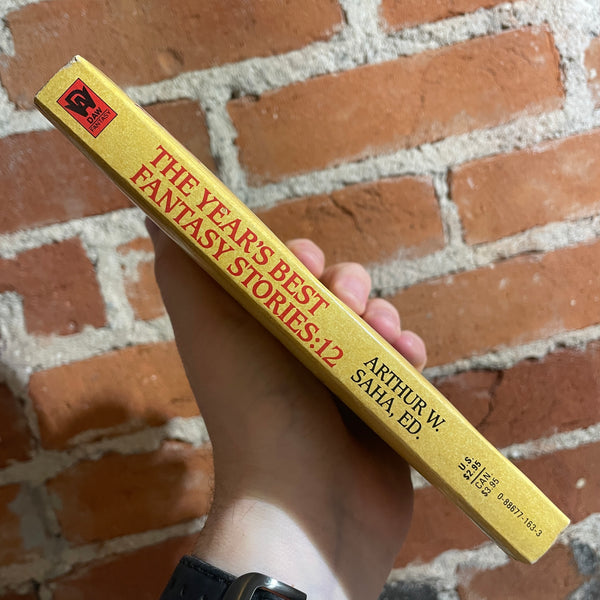 DAW
FANTASY
THE YEAR'S BEST
FANTASY STORIES:12
ARTHUR W.
SAHA, ED.
U.S.
$2.95
CAN.
$3.95
0-88677-163-3